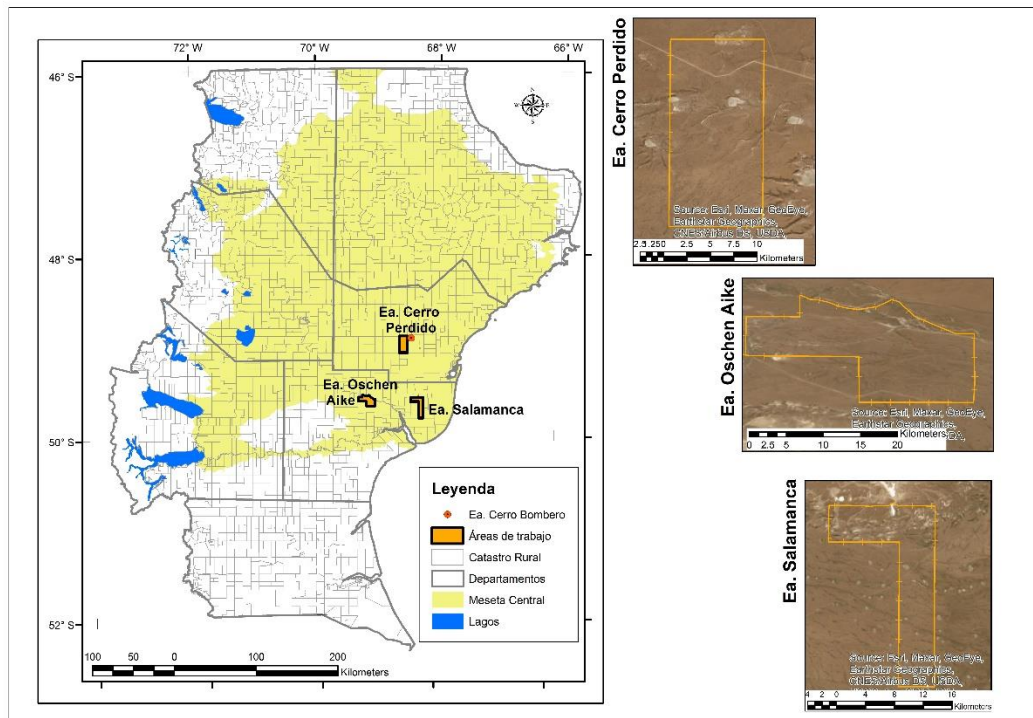 72° W
70° W
68° W
66° W
46° S
48° S
50° S
52° S
N
Ea. Cerro
Perdido
Ea. Oschen
Aike
Ea. Salamanca
Leyenda
Ea. Cerro Bombero
Áreas de trabajo
Catastro Rural
Departamentos
Meseta Central
Lagos
100 50 0 100 200
Kilometers
Ea. Cerro Perdido
Source: Esri, Maxar, GeoEye,
Earthstar Geographics,
CNES/Airbus DS, USDA,
2.5 1.25 0 2.5 5 7.5 10
Kilometers
Ea. Oschen Aike
Source: Esri, Maxar, GeoEye,
Earthstar Geographics,
0 2.5 5 10 15 20
Kilometers
Ea. Salamanca
Source: Esri, Maxar, GeoEye,
Earthstar Geographics,
CNES/Airbus DS, USDA,
4 2 0 4 8 12 16
Kilometers